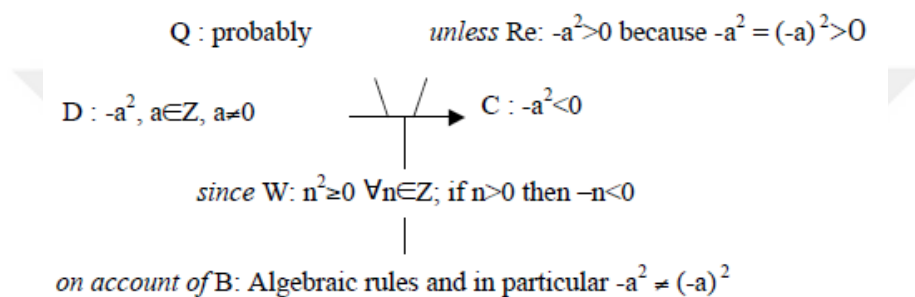 Q : probably unless Re: -a²>0 because -a² = (-a)²>O
D : -a², a∈Z, a≠0 C : -a²<0
since W: n²≥0 ∀n∈Z; if n>0 then –n<0
on account of B: Algebraic rules and in particular -a² ≠ (-a)²